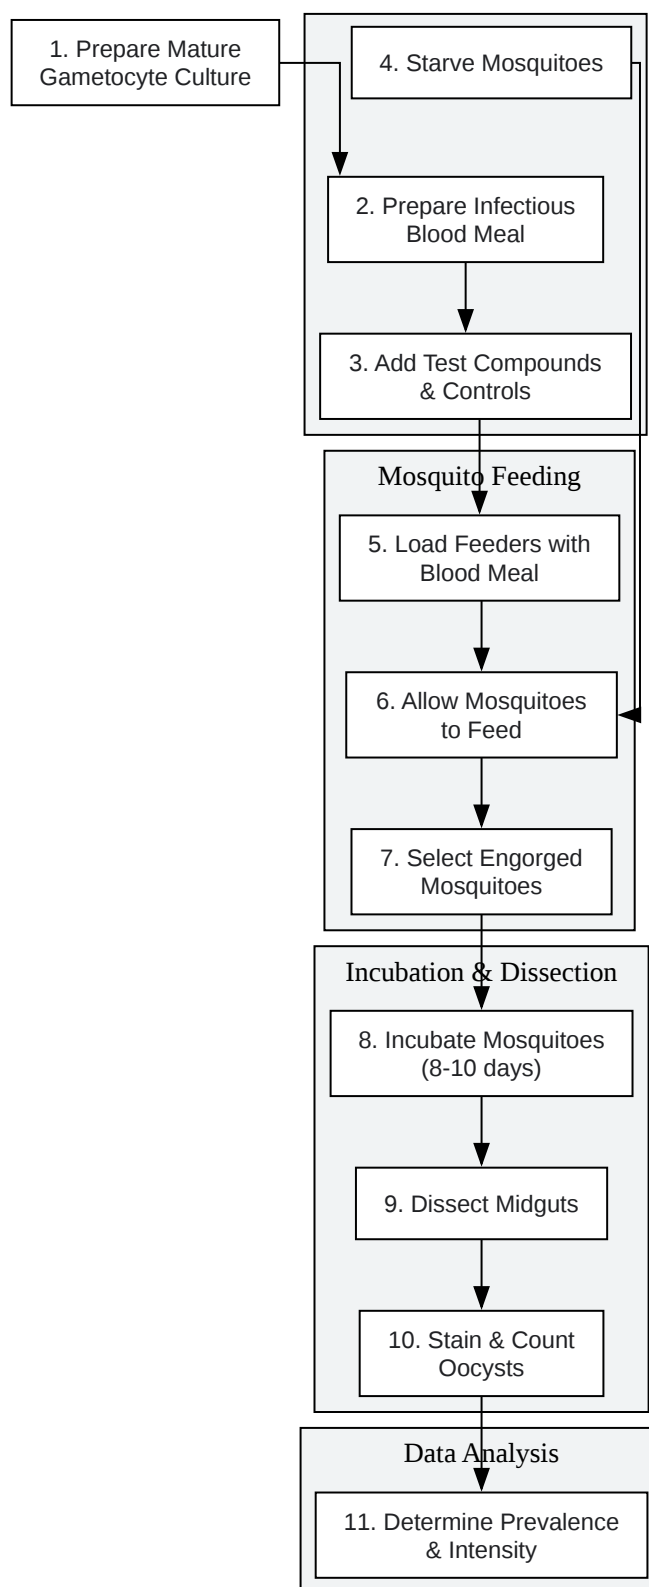 1. Prepare Mature
Gametocyte Culture
4. Starve Mosquitoes
2. Prepare Infectious
Blood Meal
3. Add Test Compounds
& Controls
Mosquito Feeding
5. Load Feeders with
Blood Meal
6. Allow Mosquitoes
to Feed
7. Select Engorged
Mosquitoes
Incubation & Dissection
8. Incubate Mosquitoes
(8-10 days)
9. Dissect Midguts
10. Stain & Count
Oocysts
Data Analysis
11. Determine Prevalence
& Intensity